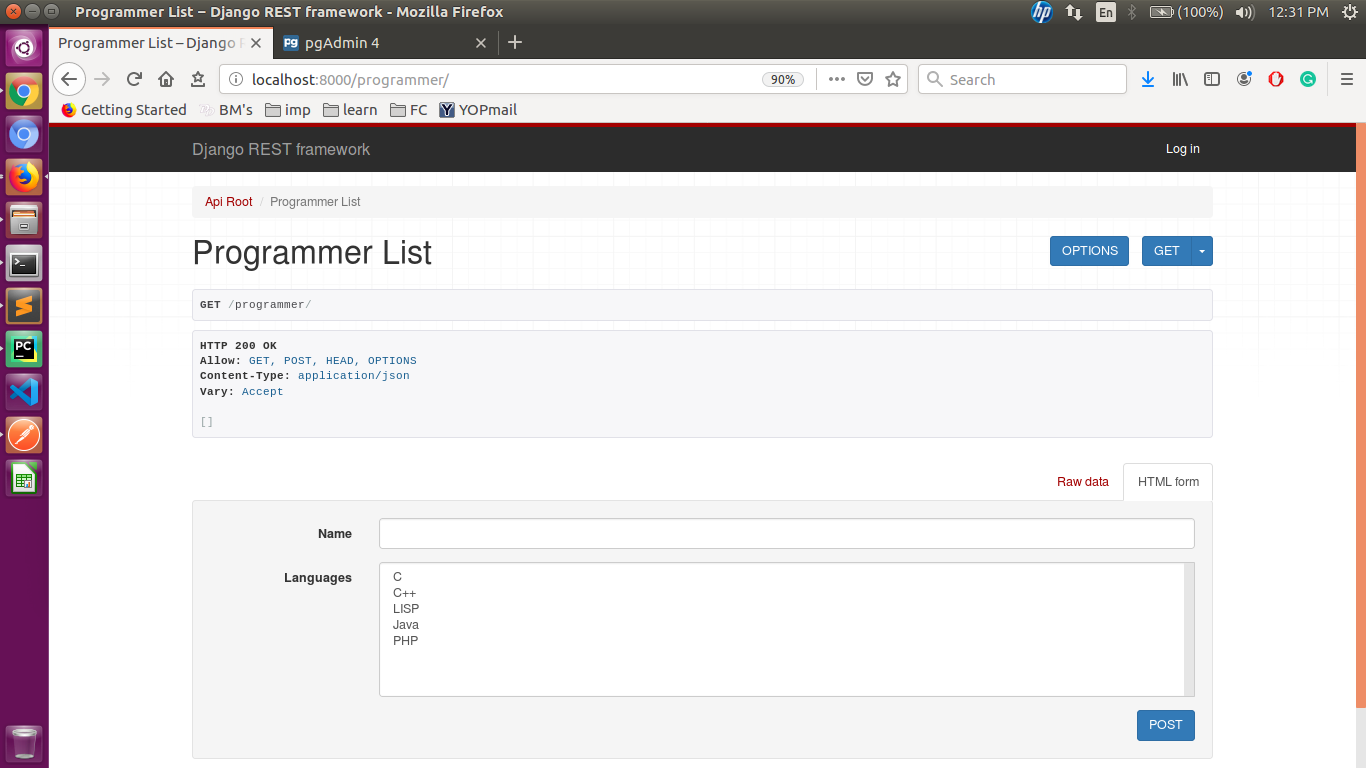 Programmer List – Django REST framework - Mozilla Firefox
hp
En
(100%)
12:31 PM
Programmer List – Django
Pg pgAdmin 4
localhost:8000/programmer/
90%
Search
Getting Started
BM's
imp
learn
FC
Y YOPmail
Django REST framework
Log in
Api Root / Programmer List
Programmer List
OPTIONS
GET
GET /programmer/
HTTP 200 OK
Allow: GET, POST, HEAD, OPTIONS
Content-Type: application/json
Vary: Accept
[]
Raw data
HTML form
Name
Languages
C
C++
LISP
Java
PHP
POST
PC